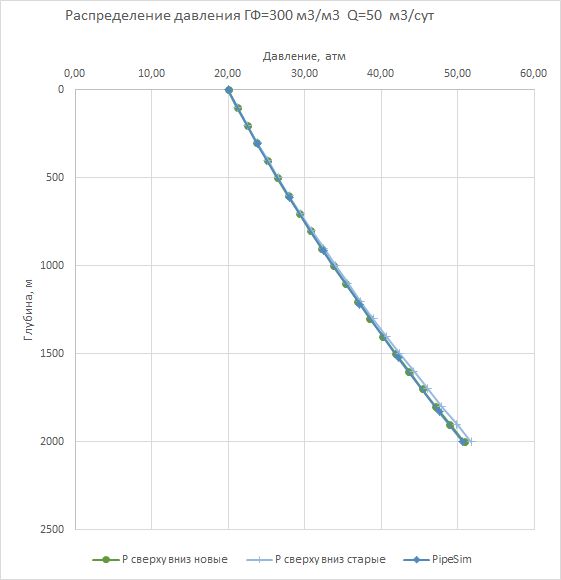 Распределение давления ГФ=300 м3/м3 Q=50 м3/сут
Давление, атм
0,00 10,00 20,00 30,00 40,00 50,00 60,00
0
500
1000
1500
2000
2500
Глубина, м
Р сверху вниз новые Р сверху вниз старые PipeSim